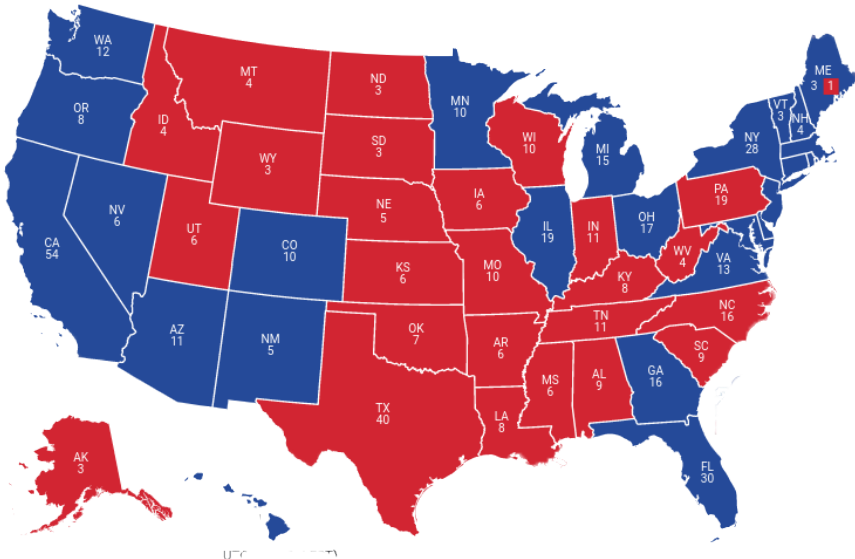 WA
12
OR
8
CA
54
NV
6
ID
4
MT
4
WY
3
UT
6
AZ
11
CO
10
NM
5
ND
3
SD
3
NE
5
KS
6
OK
7
TX
40
MN
10
IA
6
MO
10
AR
6
LA
8
WI
10
IL
19
MI
15
IN
11
OH
17
KY
8
TN
11
MS
6
AL
9
GA
16
FL
30
SC
9
NC
16
VA
13
WV
4
PA
19
NY
28
VT
3
NH
4
ME
3 1
AK
3